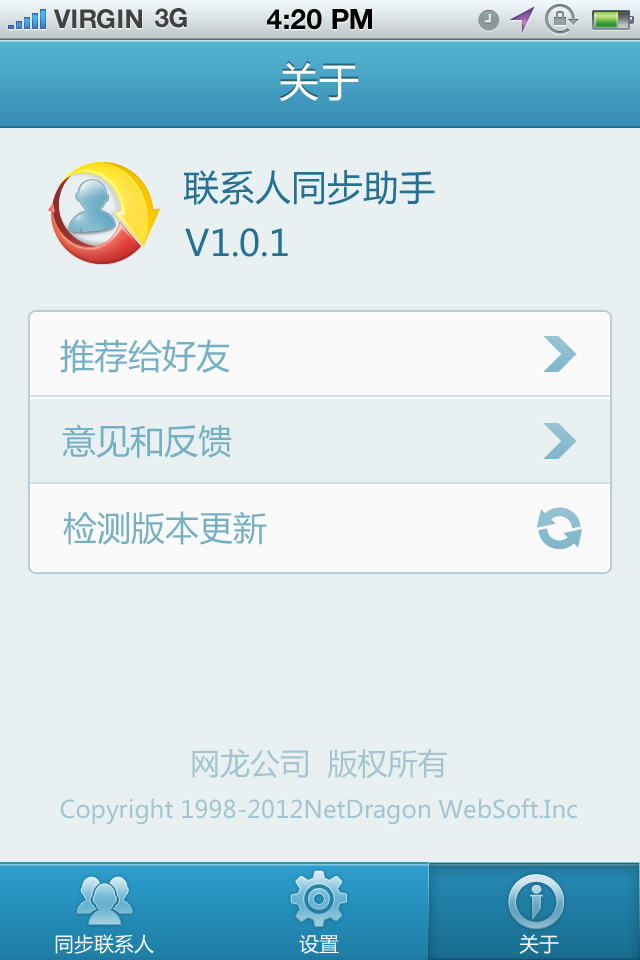 VIRGIN 3G 4:20 PM
关于
联系人同步助手
V1.0.1
推荐给好友
意见和反馈
检测版本更新
网龙公司 版权所有
Copyright 1998-2012NetDragon WebSoft.Inc
同步联系人 设置 关于